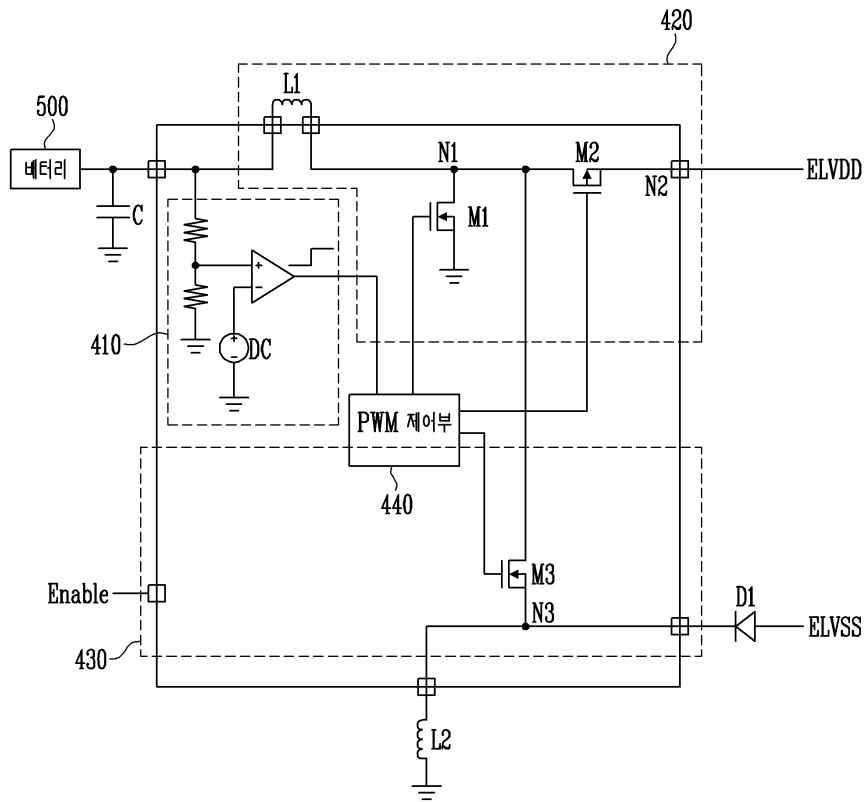 420
L1
500
배터리
N1
M2
N2
ELVDD
C
M1
+
-
410
+
-
DC
PWM 제어부
440
Enable
M3
N3
D1
ELVSS
430
L2